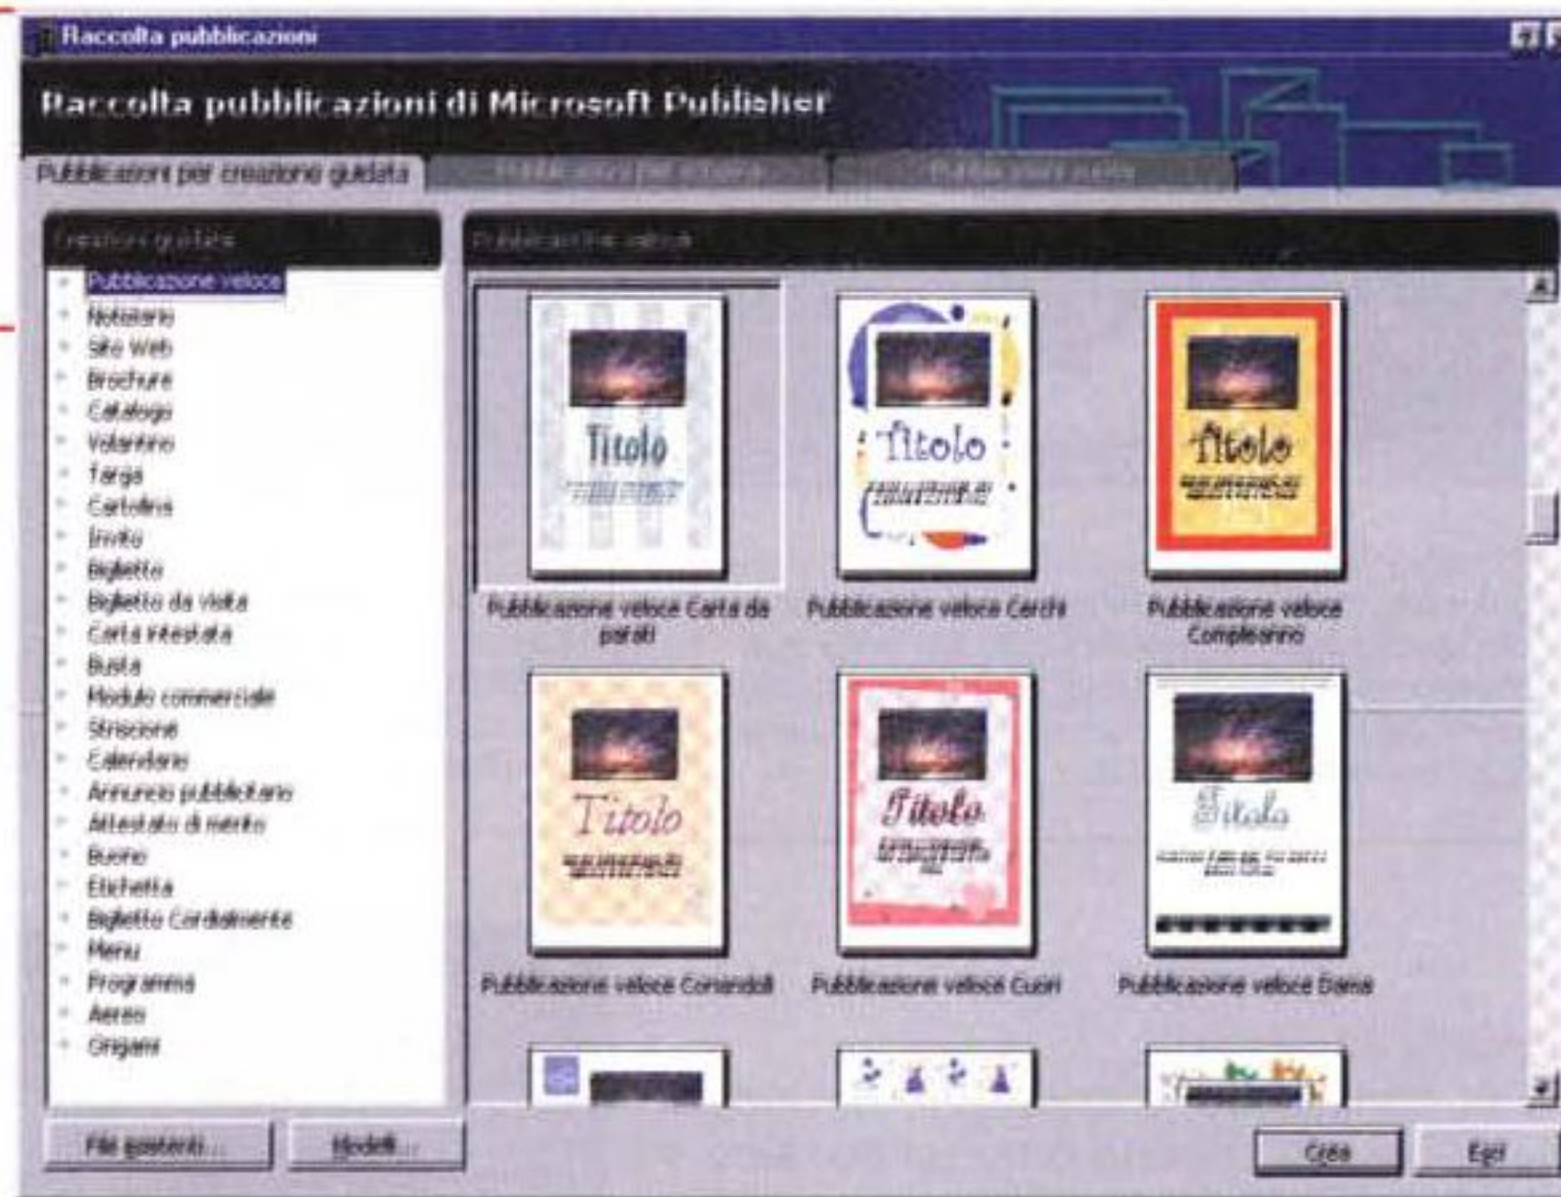 Raccolta pubblicazioni
Raccolta pubblicazioni di Microsoft Publisher
Pubblicazioni per creazione guidata
Creazioni guidate
Pubblicazioni veloci
Pubblicazione veloce
Notiziario
Sito Web
Brochure
Catalogo
Volantino
Targa
Cartolina
Invito
Biglietto
Biglietto da visita
Carta intestata
Busta
Modulo commerciale
Striscione
Calendario
Annuncio pubblicitario
Attestato di merito
Buono
Etichetta
Biglietto Cordialmente
Menu
Programma
Aereo
Origami
Titolo
Titolo
Titolo
Pubblicazione veloce Carta da
parati
Pubblicazione veloce Cerchi
Pubblicazione veloce
Compleanno
Titolo
Titolo
Titolo
Pubblicazione veloce Coriandoli
Pubblicazione veloce Cuori
Pubblicazione veloce Dama
File esistenti...
Modelli...
Crea
Esci